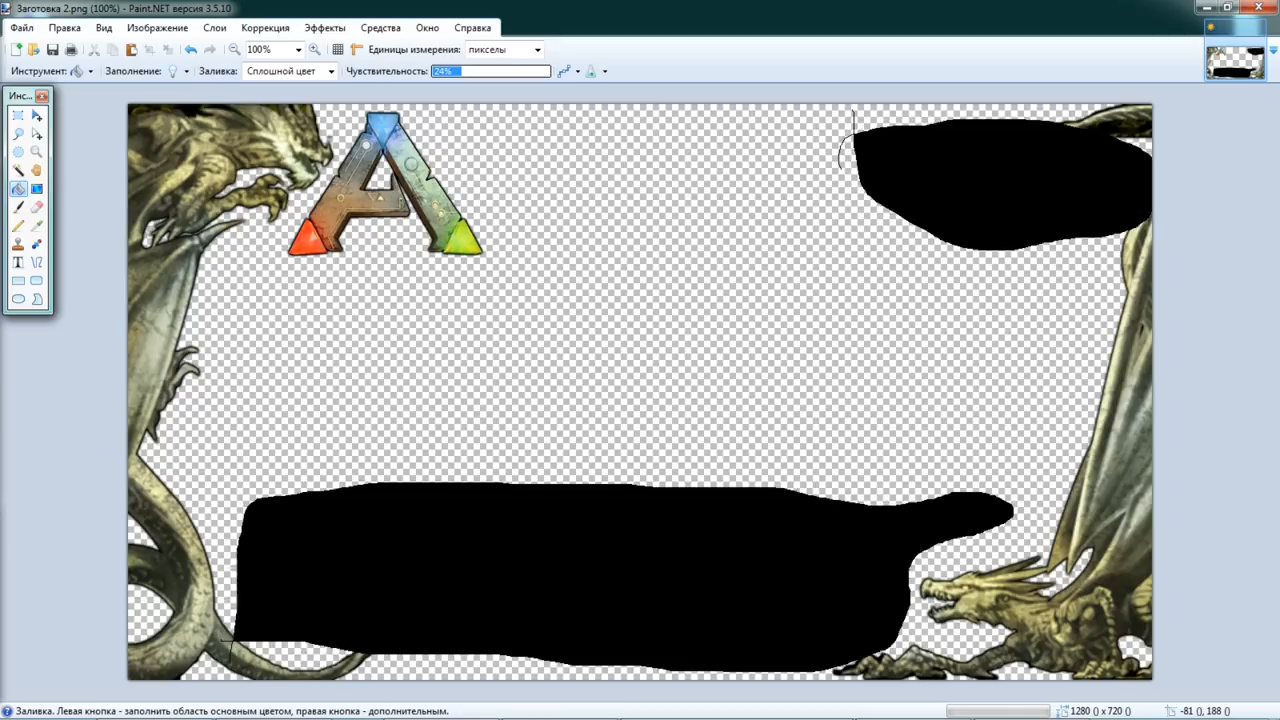 Заготовка 2.png (100%) - Paint.NET версия 3.5.10
Файл Правка Вид Изображение Слои Коррекция Эффекты Средства Окно Справка
100% Единицы измерения: пикселы
Инструмент: Заполнение: Заливка: Сплошной цвет Чувствительность: 24%
Инс...
Заливка. Левая кнопка - заполнить область основным цветом, правая кнопка - дополнительным.
1280 () x 720 () -81 (), 188 ()